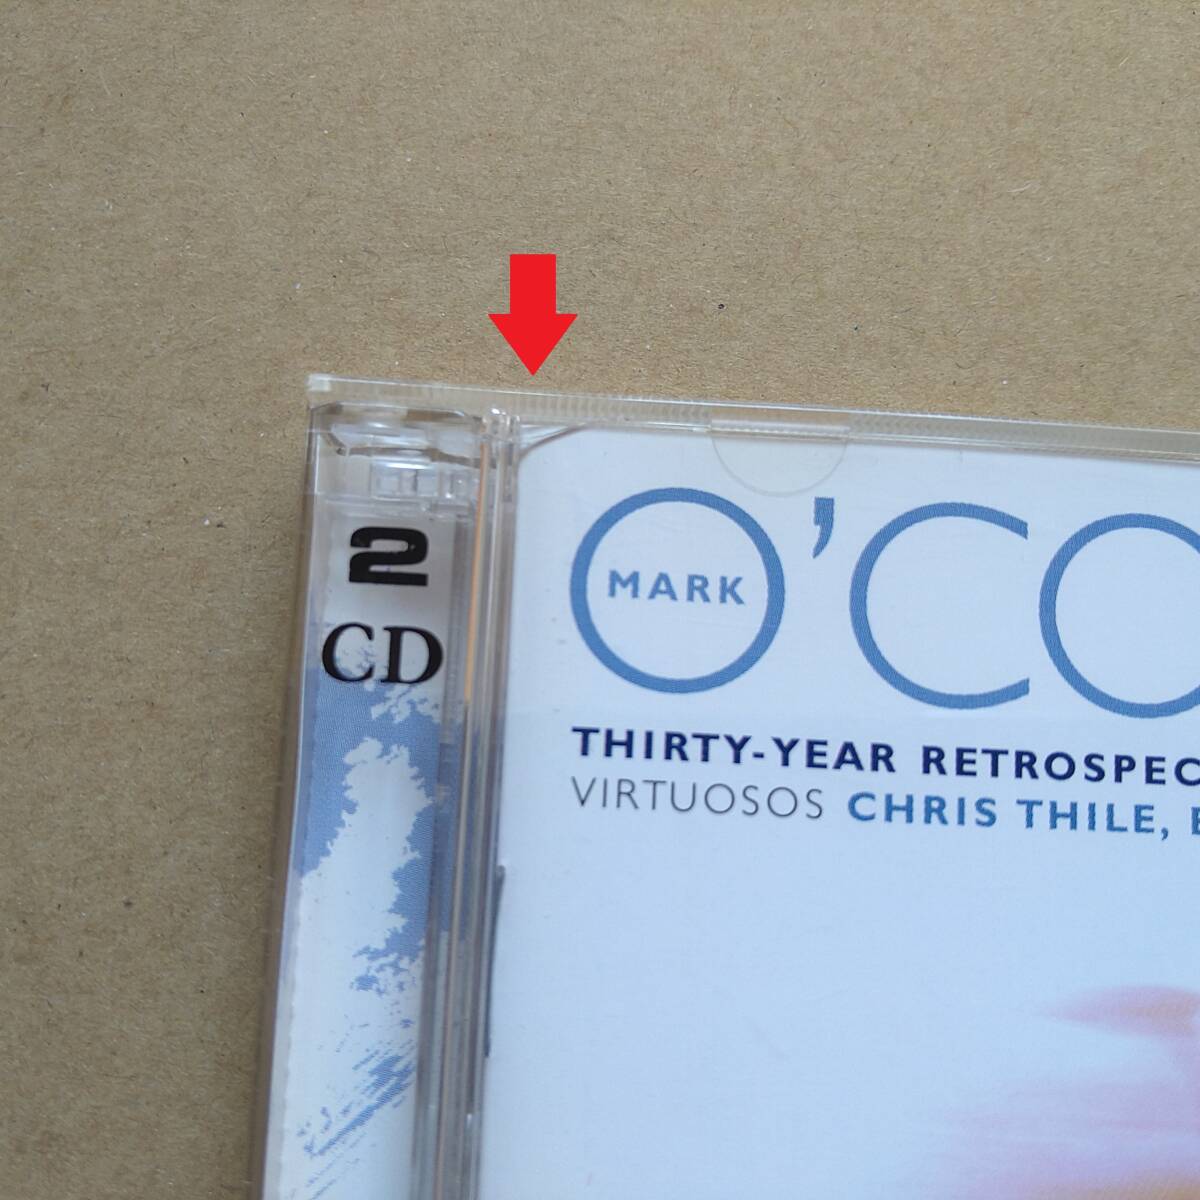 2
CD
MARK
O'CO
THIRTY-YEAR RETROSPEC
VIRTUOSOS CHRIS THILE,